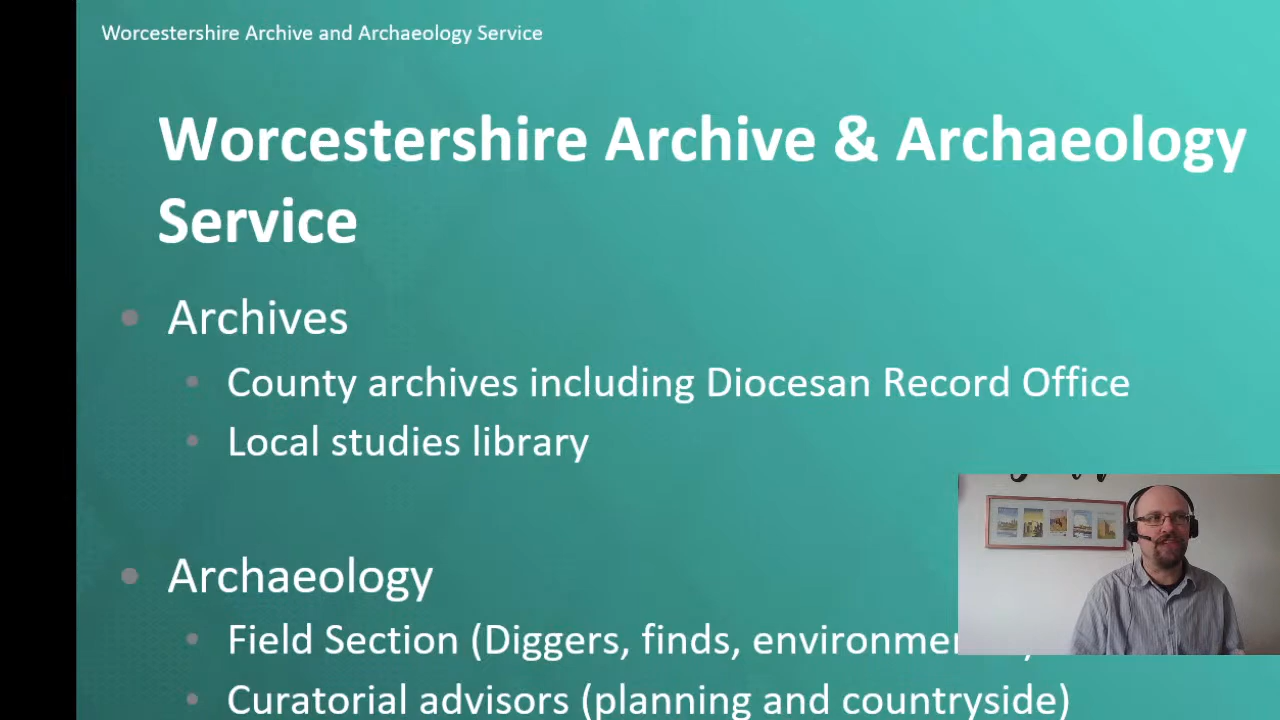 Worcestershire Archive and Archaeology Service
Worcestershire Archive & Archaeology
Service
Archives
County archives including Diocesan Record Office
Local studies library
Archaeology
Field Section (Diggers, finds,
Curatorial advisors (planning and countryside)